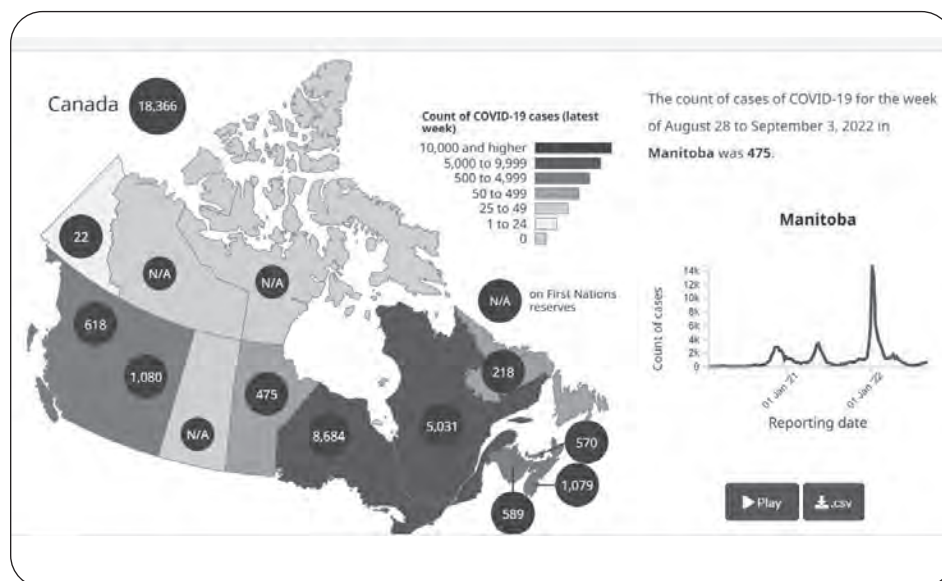 Canada 18,366
Count of COVID-19 cases (latest
week)
10,000 and higher
5,000 to 9,999
500 to 4,999
50 to 499
25 to 49
1 to 24
0
The count of cases of COVID-19 for the week
of August 28 to September 3, 2022 in
Manitoba was 475.
22
N/A
N/A
N/A on First Nations
reserves
618
1,080
N/A
475
8,684
5,031
218
570
1,079
589
Manitoba
Count of cases
14k
12k
10k
8k
6k
4k
2k
0
01 Jan '21
01 Jan '22
Reporting date
Play
.csv